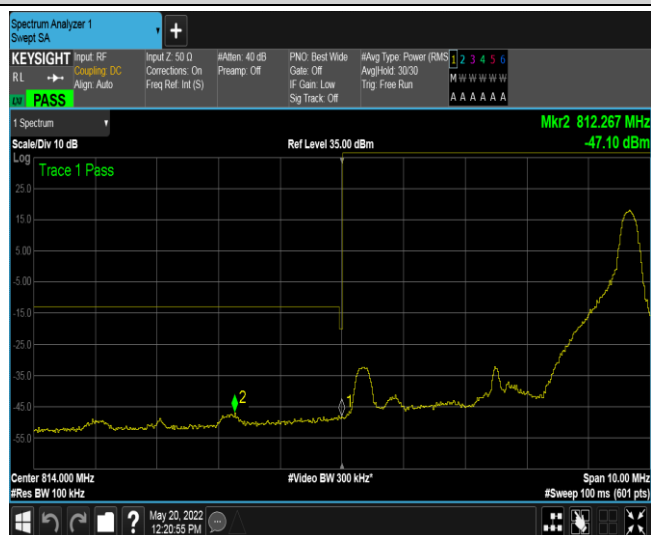 Spectrum Analyzer 1
Swept SA
+
KEYSIGHT Input: RF Input Z: 50 Ω #Atten: 40 dB PNO: Best Wide #Avg Type: Power (RMS 1 2 3 4 5 6
RL Coupling: DC Corrections: On Preamp: Off Gate: Off Avg|Hold: 30/30 M W W W W W
Align: Auto Freq Ref: Int (S) IF Gain: Low Trig: Free Run
LXI PASS Sig Track: Off A A A A A A
1 Spectrum Mkr2 812.267 MHz
Scale/Div 10 dB Ref Level 35.00 dBm -47.10 dBm
Log
Trace 1 Pass
25.0
15.0
5.00
-5.00
-15.0
-25.0
-35.0
-45.0 2 1
-55.0
Center 814.000 MHz #Video BW 300 kHz* Span 10.00 MHz
#Res BW 100 kHz #Sweep 100 ms (601 pts)
? May 20, 2022
12:20:55 PM